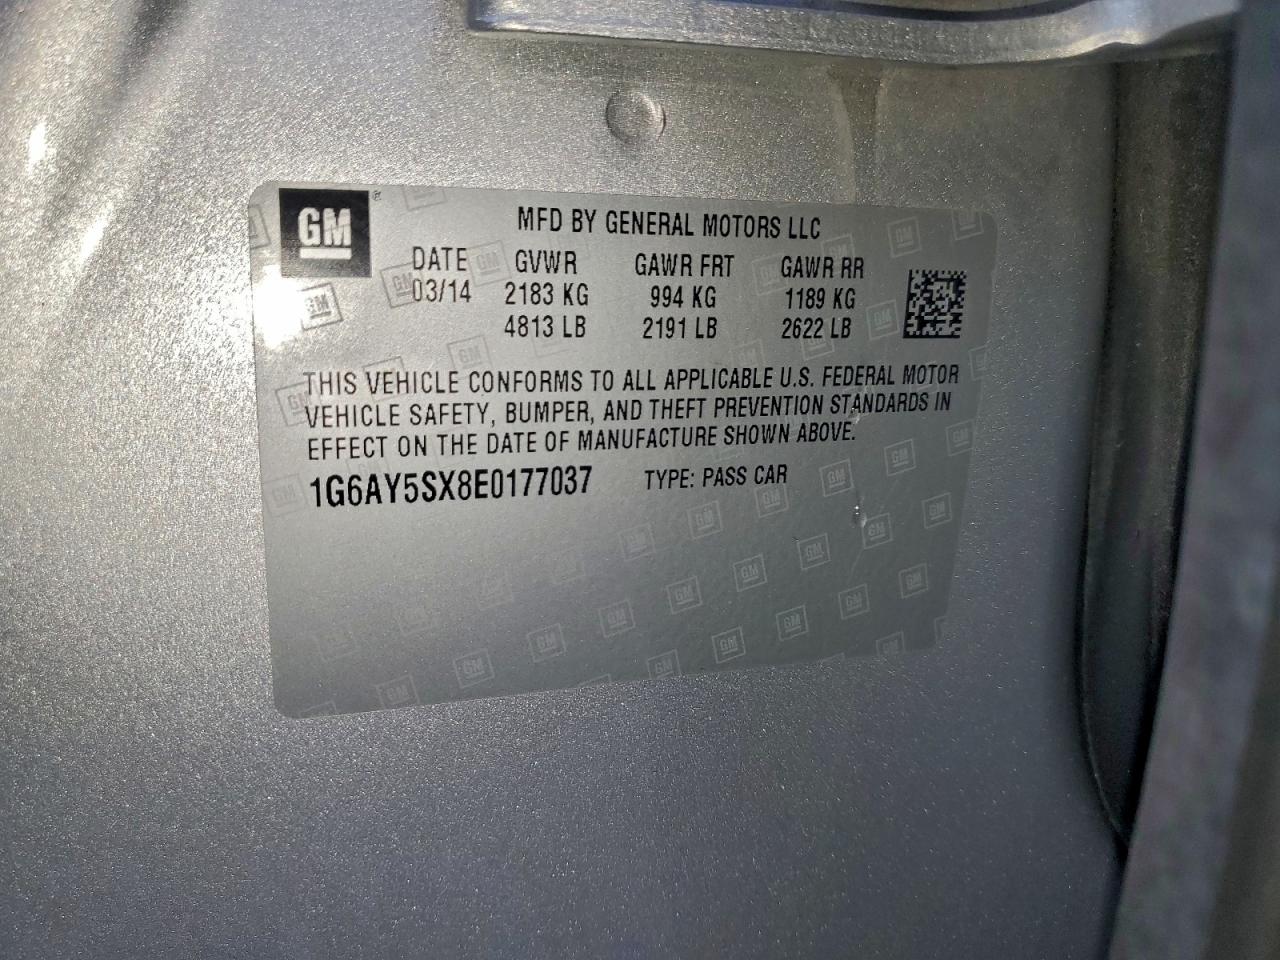 GM
MFD BY GENERAL MOTORS LLC
DATE GVWR GAWR FRT GAWR RR
03/14 2183 KG 994 KG 1189 KG
4813 LB 2191 LB 2622 LB
THIS VEHICLE CONFORMS TO ALL APPLICABLE U.S. FEDERAL MOTOR
VEHICLE SAFETY, BUMPER, AND THEFT PREVENTION STANDARDS IN
EFFECT ON THE DATE OF MANUFACTURE SHOWN ABOVE.
1G6AY5SX8E0177037 TYPE: PASS CAR